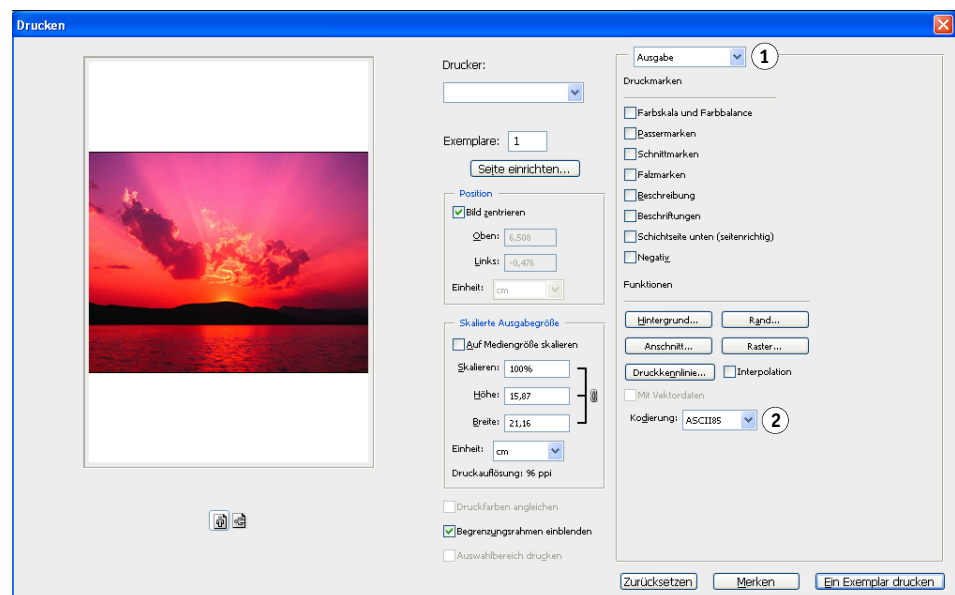 Drucken
Drucker:
Exemplare: 1
Seite einrichten...
Position
Bild zentrieren
Oben: 6,508
Links: -0,476
Einheit: cm
Skalierte Ausgabegröße
Auf Mediengröße skalieren
Skalieren: 100%
Höhe: 15,87
Breite: 21,16
Einheit: cm
Druckauflösung: 96 ppi
Druckfarben angleichen
Begrenzungsrahmen einblenden
Auswahlbereich drucken
Ausgabe 1
Druckmarken
Farbskala und Farbbalance
Passermarken
Schnittmarken
Falzmarken
Beschreibung
Beschriftungen
Schichtseite unten (seitenrichtig)
Negativ
Funktionen
Hintergrund... Rand...
Anschnitt... Raster...
Druckkennlinie... Interpolation
Mit Vektordaten
Kodierung: ASCII85 2
Zurücksetzen Merken Ein Exemplar drucken